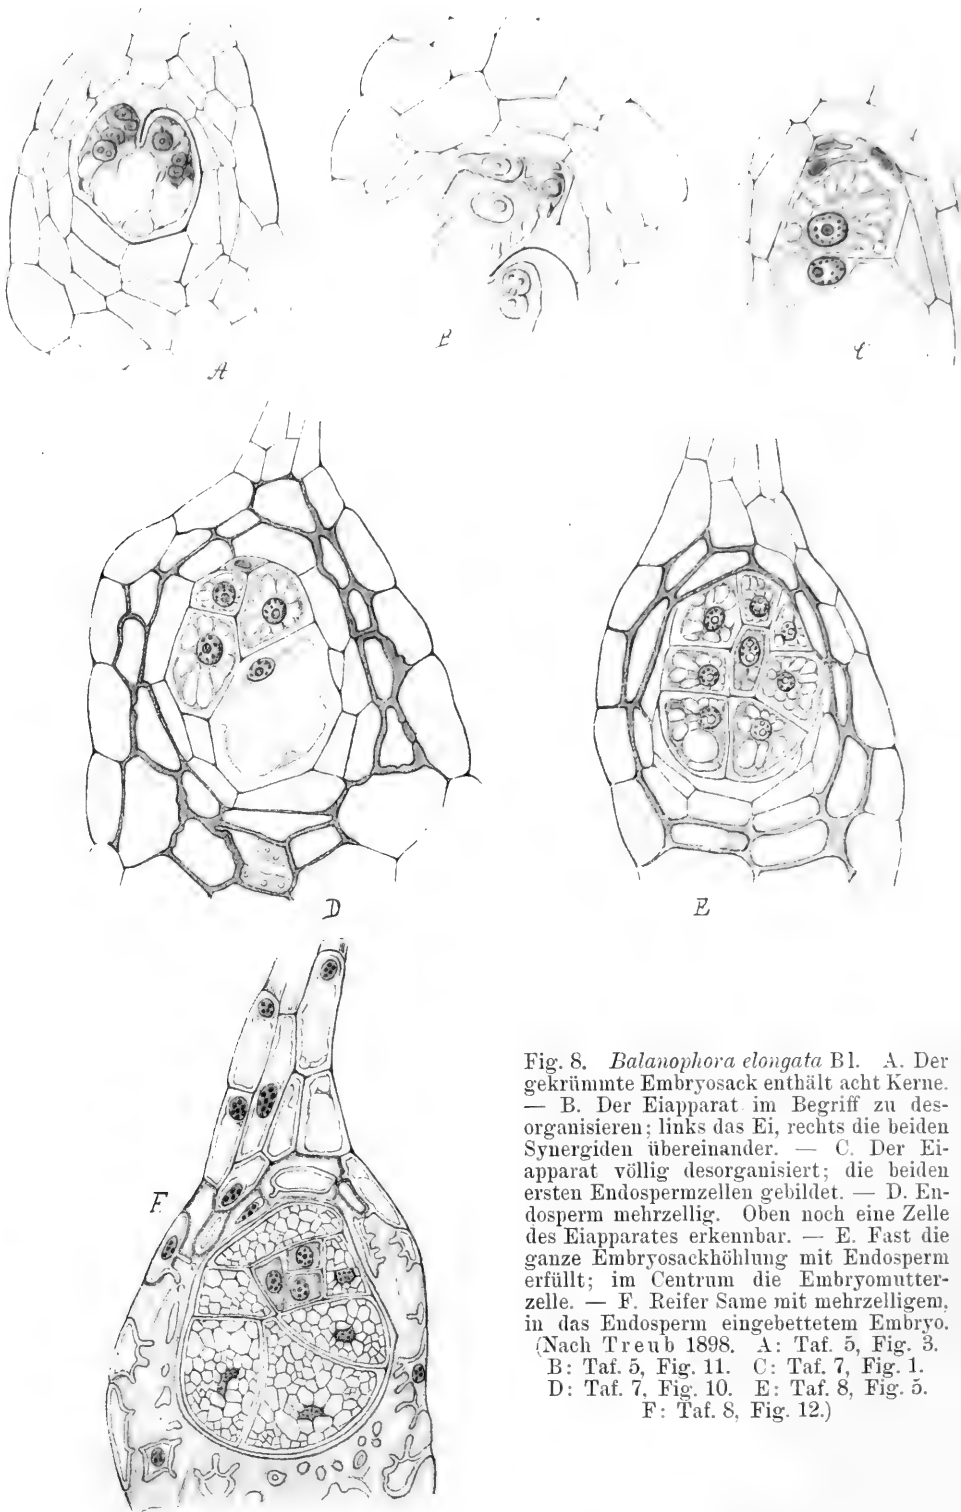 A
B
C
D
E
F
Fig. 8. Balanophora elongata Bl. A. Der
gekrümmte Embryosack enthält acht Kerne.
— B. Der Eiapparat im Begriff zu des-
organisieren; links das Ei, rechts die beiden
Synergiden übereinander. — C. Der Ei-
apparat völlig desorganisiert; die beiden
ersten Endospermzellen gebildet. — D. En-
dosperm mehrzellig. Oben noch eine Zelle
des Eiapparates erkennbar. — E. Fast die
ganze Embryosackhöhlung mit Endosperm
erfüllt; im Centrum die Embryomutter-
zelle. — F. Reifer Same mit mehrzelligem,
in das Endosperm eingebettetem Embryo.
(Nach Treub 1898. A: Taf. 5, Fig. 3.
B: Taf. 5, Fig. 11. C: Taf. 7, Fig. 1.
D: Taf. 7, Fig. 10. E: Taf. 8, Fig. 5.
F: Taf. 8, Fig. 12.)